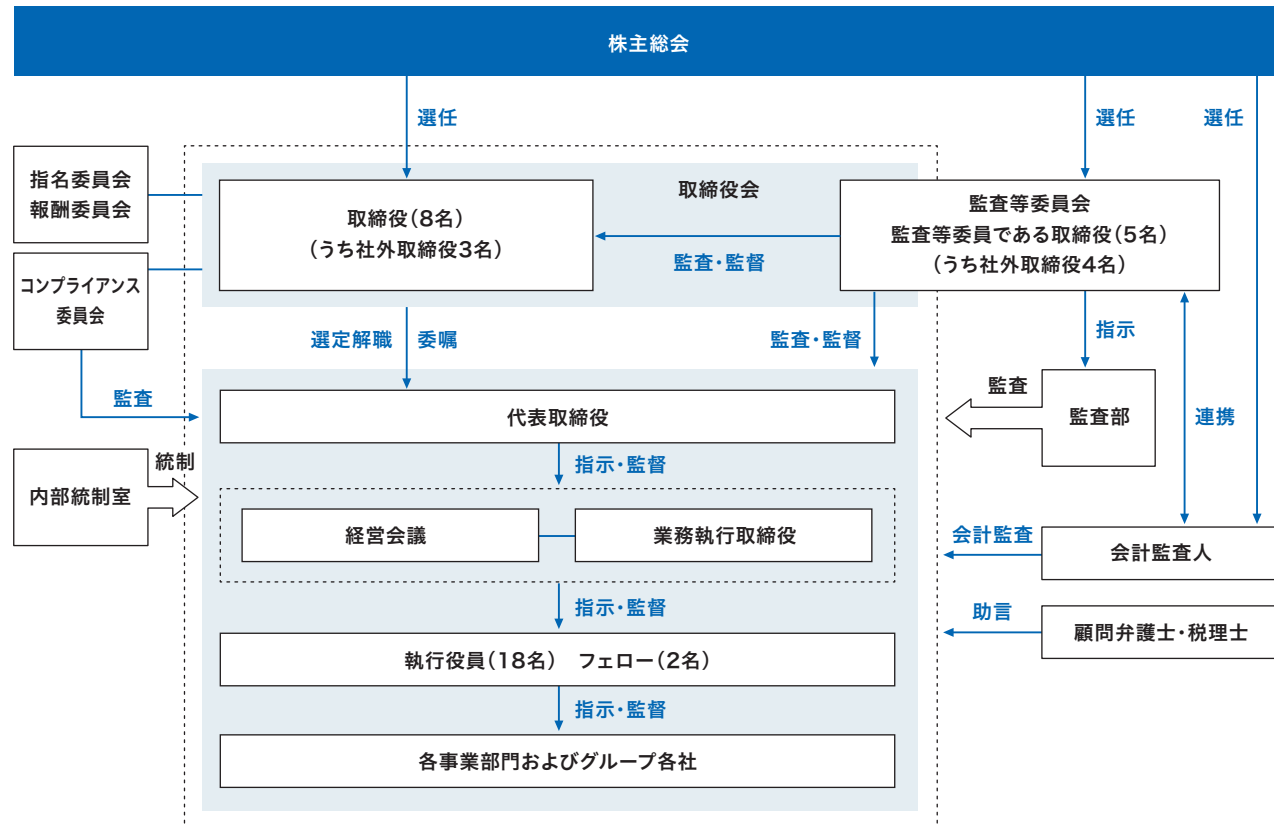 株主総会
選任
選任
選任
指名委員会
報酬委員会
取締役会
取締役(8名)
(うち社外取締役3名)
監査等委員会
監査等委員である取締役(5名)
(うち社外取締役4名)
監査・監督
コンプライアンス
委員会
選定解職
委嘱
監査・監督
指示
監査
代表取締役
監査
監査部
連携
指示・監督
統制
内部統制室
経営会議
業務執行取締役
会計監査
会計監査人
指示・監督
助言
顧問弁護士・税理士
執行役員(18名) フェロー(2名)
指示・監督
各事業部門およびグループ各社